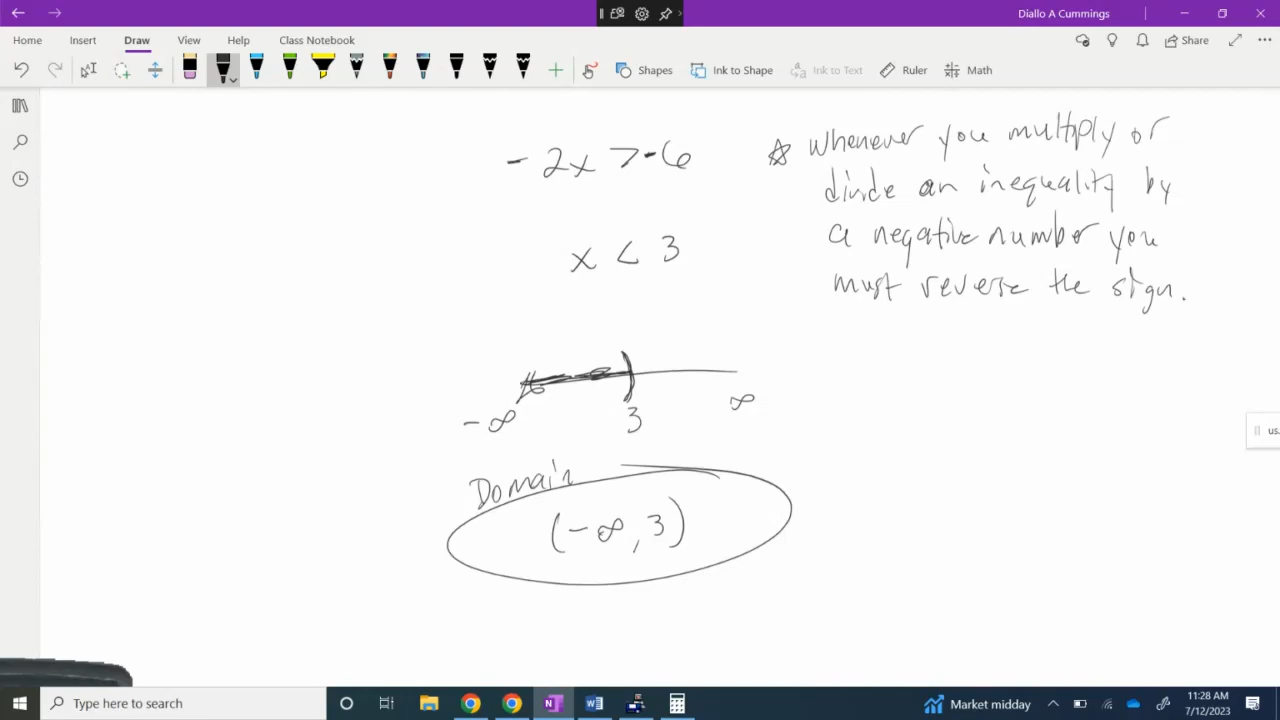 Diallo A Cummings
Home Insert Draw View Help Class Notebook
Share
Shapes Ink to Shape Ink to Text Ruler Math
- 2x > -6
x < 3
☆ Whenever you multiply or
divide an inequality by
a negative number you
must reverse the sign.
-∞ 3 ∞
Domain
(-∞, 3)
us.
Type here to search
Market midday
11:28 AM
7/12/2023